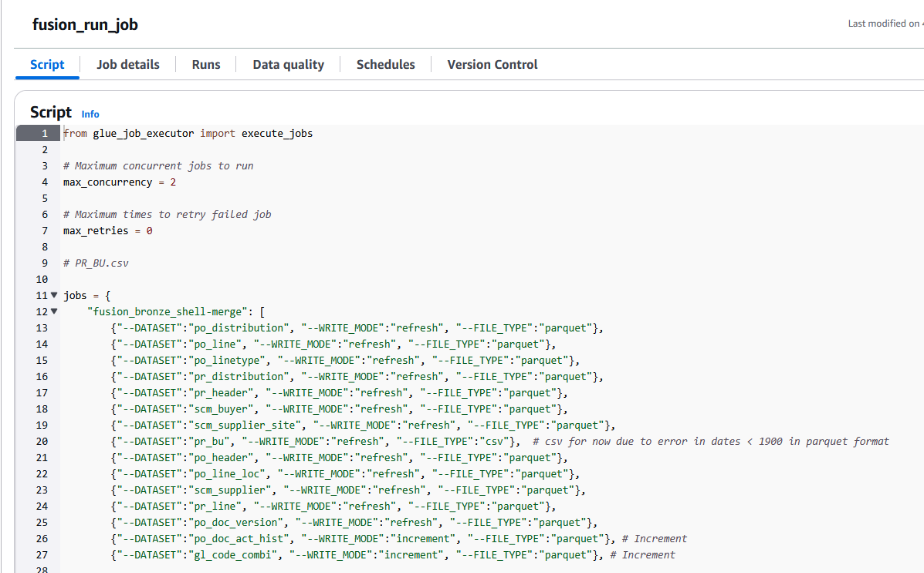 fusion_run_job
Last modified on
Script Job details Runs Data quality Schedules Version Control
Script Info
1 from glue_job_executor import execute_jobs
2
3 # Maximum concurrent jobs to run
4 max_concurrency = 2
5
6 # Maximum times to retry failed job
7 max_retries = 0
8
9 # PR_BU.csv
10
11 jobs = {
12 "fusion_bronze_shell-merge": [
13 {"--DATASET":"po_distribution", "--WRITE_MODE":"refresh", "--FILE_TYPE":"parquet"},
14 {"--DATASET":"po_line", "--WRITE_MODE":"refresh", "--FILE_TYPE":"parquet"},
15 {"--DATASET":"po_linetype", "--WRITE_MODE":"refresh", "--FILE_TYPE":"parquet"},
16 {"--DATASET":"pr_distribution", "--WRITE_MODE":"refresh", "--FILE_TYPE":"parquet"},
17 {"--DATASET":"pr_header", "--WRITE_MODE":"refresh", "--FILE_TYPE":"parquet"},
18 {"--DATASET":"scm_buyer", "--WRITE_MODE":"refresh", "--FILE_TYPE":"parquet"},
19 {"--DATASET":"scm_supplier_site", "--WRITE_MODE":"refresh", "--FILE_TYPE":"parquet"},
20 {"--DATASET":"pr_bu", "--WRITE_MODE":"refresh", "--FILE_TYPE":"csv"}, # csv for now due to error in dates < 1900 in parquet format
21 {"--DATASET":"po_header", "--WRITE_MODE":"refresh", "--FILE_TYPE":"parquet"},
22 {"--DATASET":"po_line_loc", "--WRITE_MODE":"refresh", "--FILE_TYPE":"parquet"},
23 {"--DATASET":"scm_supplier", "--WRITE_MODE":"refresh", "--FILE_TYPE":"parquet"},
24 {"--DATASET":"pr_line", "--WRITE_MODE":"refresh", "--FILE_TYPE":"parquet"},
25 {"--DATASET":"po_doc_version", "--WRITE_MODE":"refresh", "--FILE_TYPE":"parquet"},
26 {"--DATASET":"po_doc_act_hist", "--WRITE_MODE":"increment", "--FILE_TYPE":"parquet"}, # Increment
27 {"--DATASET":"gl_code_combi", "--WRITE_MODE":"increment", "--FILE_TYPE":"parquet"}, # Increment
28